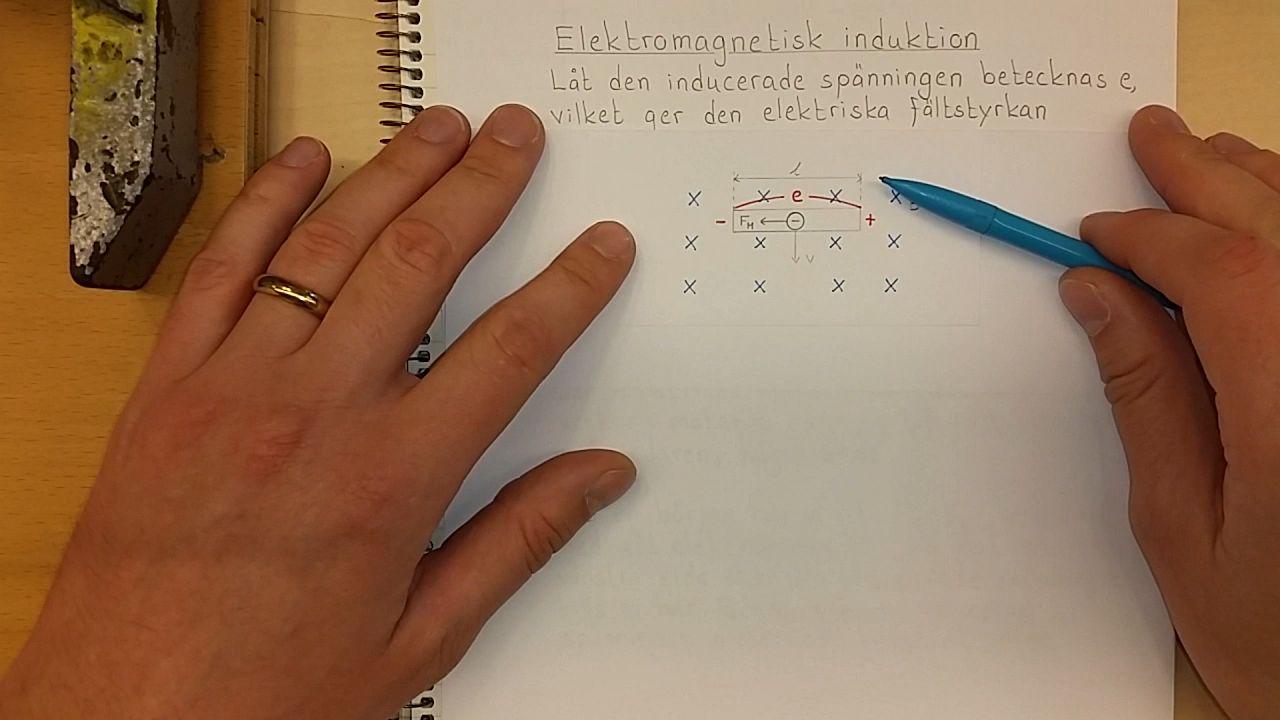 Elektromagnetisk induktion
Låt den inducerade spänningen betecknas e,
vilket ger den elektriska fältstyrkan
l
x x e x x
- F_M ← ⊖ +
x x x x
v
x x x x